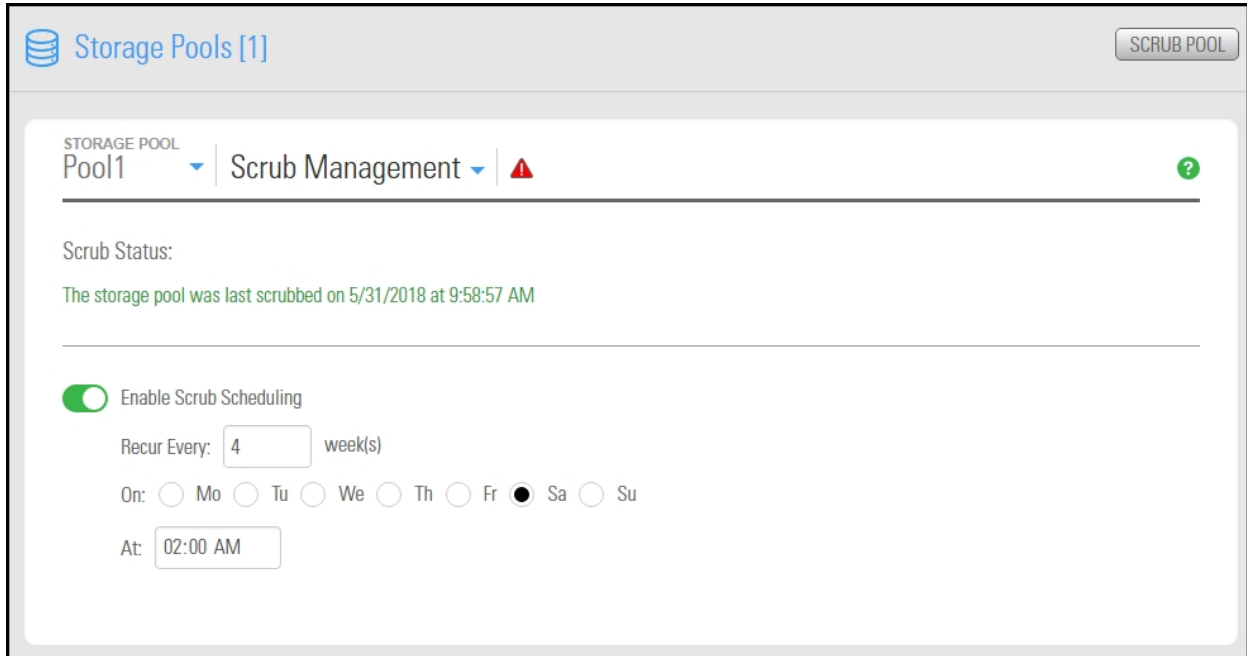 Storage Pools [1]
SCRUB POOL
STORAGE POOL
Pool1
Scrub Management
Scrub Status:
The storage pool was last scrubbed on 5/31/2018 at 9:58:57 AM
Enable Scrub Scheduling
Recur Every: 4 week(s)
On: Mo Tu We Th Fr Sa Su
At: 02:00 AM